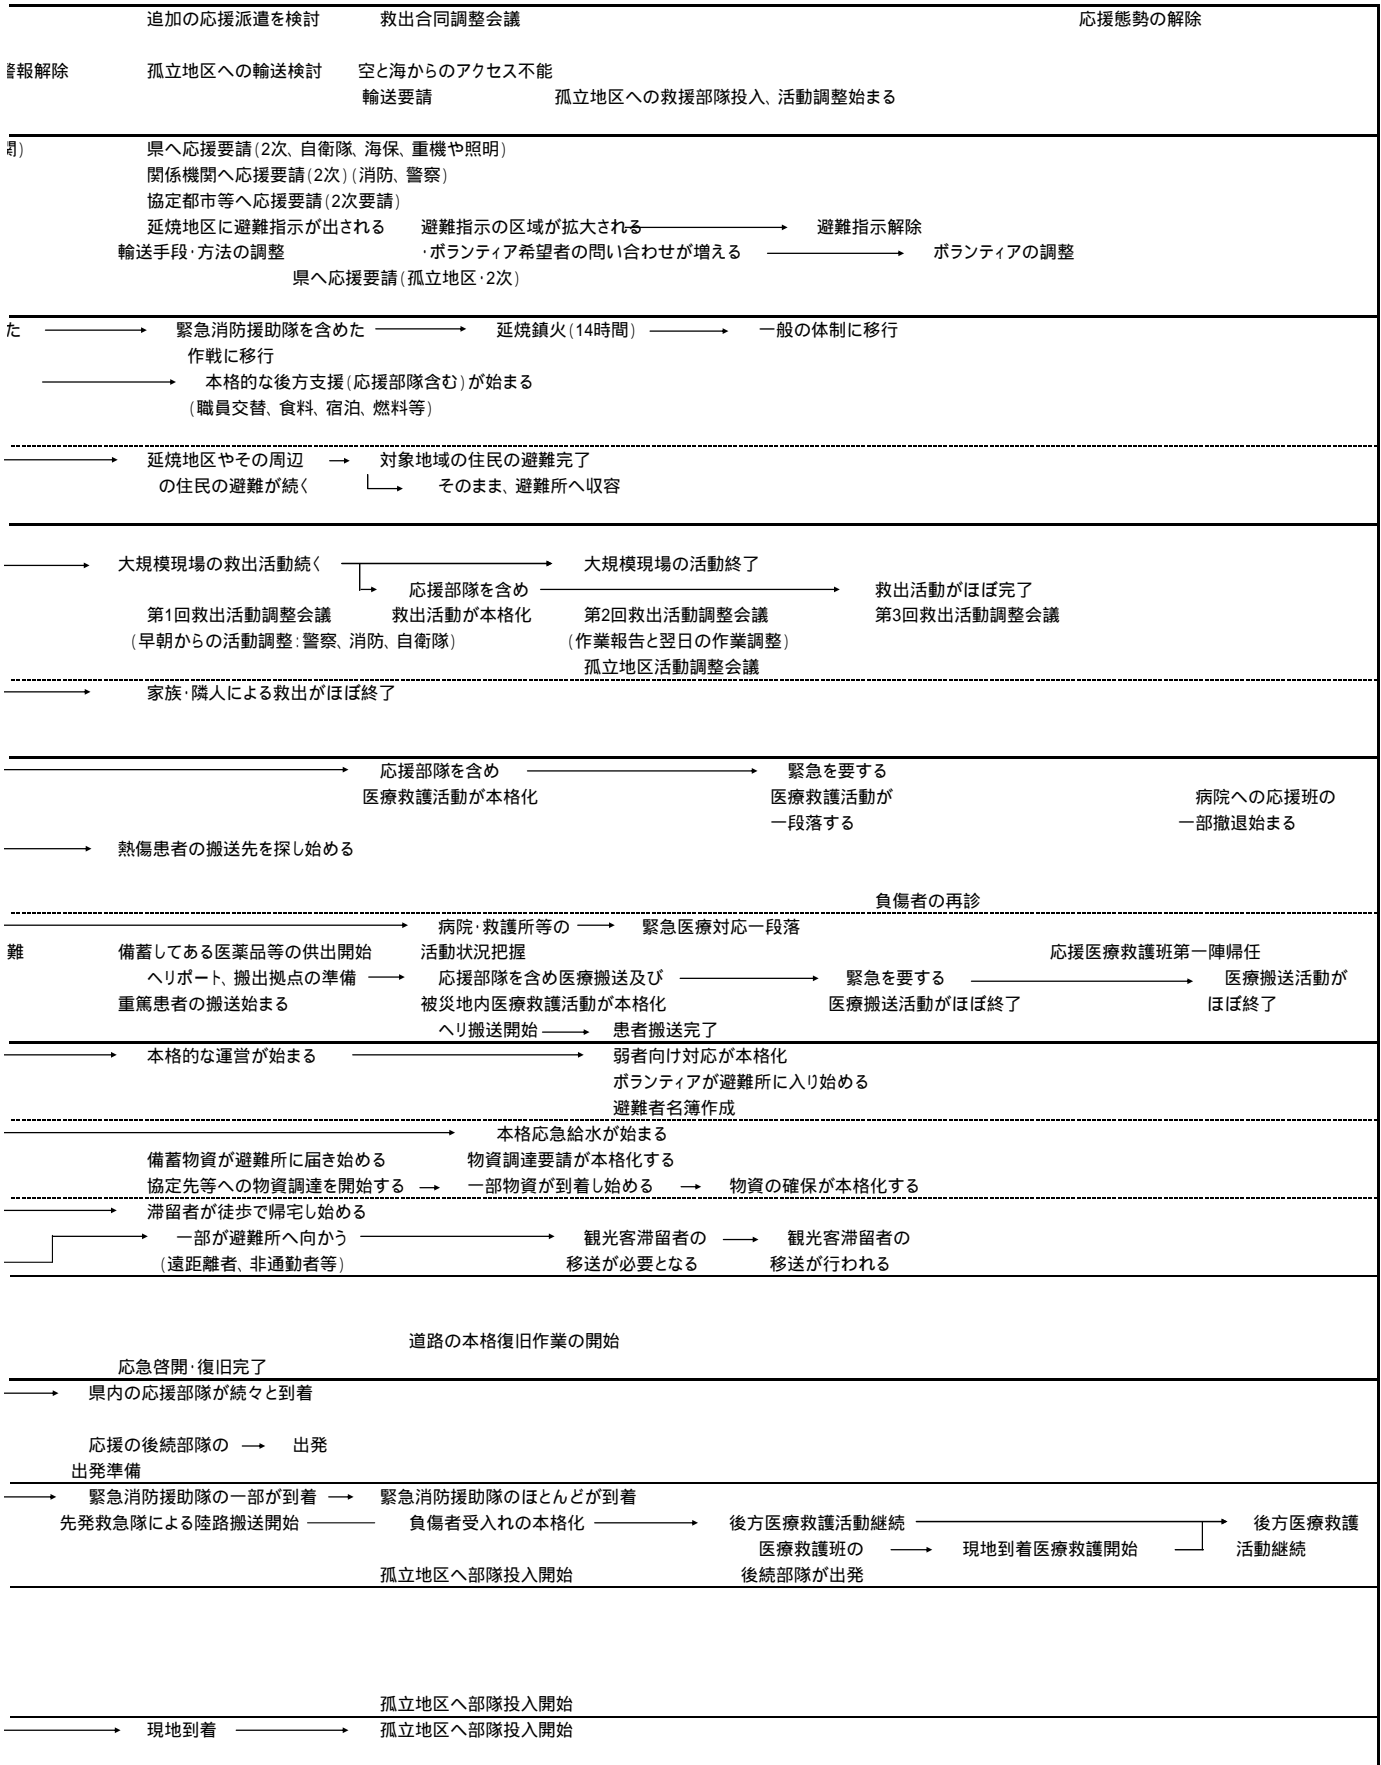 追加の応援派遣を検討 救出合同調整会議 応援態勢の解除
警報解除 孤立地区への輸送検討 空と海からのアクセス不能
輸送要請 孤立地区への救援部隊投入、活動調整始まる
関) 県へ応援要請(2次、自衛隊、海保、重機や照明)
関係機関へ応援要請(2次)(消防、警察)
協定都市等へ応援要請(2次要請)
延焼地区に避難指示が出される 避難指示の区域が拡大される 避難指示解除
輸送手段・方法の調整 ・ボランティア希望者の問い合わせが増える ボランティアの調整
県へ応援要請(孤立地区・2次)
た 緊急消防援助隊を含めた 延焼鎮火(14時間) 一般の体制に移行
作戦に移行
本格的な後方支援(応援部隊含む)が始まる
(職員交替、食料、宿泊、燃料等)
延焼地区やその周辺 対象地域の住民の避難完了
の住民の避難が続く そのまま、避難所へ収容
大規模現場の救出活動続く 大規模現場の活動終了
応援部隊を含め 救出活動がほぼ完了
第1回救出活動調整会議 救出活動が本格化 第2回救出活動調整会議 第3回救出活動調整会議
(早朝からの活動調整:警察、消防、自衛隊) (作業報告と翌日の作業調整)
孤立地区活動調整会議
家族・隣人による救出がほぼ終了
応援部隊を含め 緊急を要する
医療救護活動が本格化 医療救護活動が 病院への応援班の
一段落する 一部撤退始まる
熱傷患者の搬送先を探し始める
負傷者の再診
病院・救護所等の 緊急医療対応一段落
難 備蓄してある医薬品等の供出開始 活動状況把握 応援医療救護班第一陣帰任
ヘリポート、搬出拠点の準備 応援部隊を含め医療搬送及び 緊急を要する 医療搬送活動が
重篤患者の搬送始まる 被災地内医療救護活動が本格化 医療搬送活動がほぼ終了 ほぼ終了
ヘリ搬送開始 患者搬送完了
本格的な運営が始まる 弱者向け対応が本格化
ボランティアが避難所に入り始める
避難者名簿作成
本格応急給水が始まる
備蓄物資が避難所に届き始める 物資調達要請が本格化する
協定先等への物資調達を開始する 一部物資が到着し始める 物資の確保が本格化する
滞留者が徒歩で帰宅し始める
一部が避難所へ向かう 観光客滞留者の 観光客滞留者の
(遠距離者、非通勤者等) 移送が必要となる 移送が行われる
道路の本格復旧作業の開始
応急啓開・復旧完了
県内の応援部隊が続々と到着
応援の後続部隊の 出発
出発準備
緊急消防援助隊の一部が到着 緊急消防援助隊のほとんどが到着
先発救急隊による陸路搬送開始 負傷者受入れの本格化 後方医療救護活動継続 後方医療救護
医療救護班の 現地到着医療救護開始 活動継続
孤立地区へ部隊投入開始 後続部隊が出発
孤立地区へ部隊投入開始
現地到着 孤立地区へ部隊投入開始